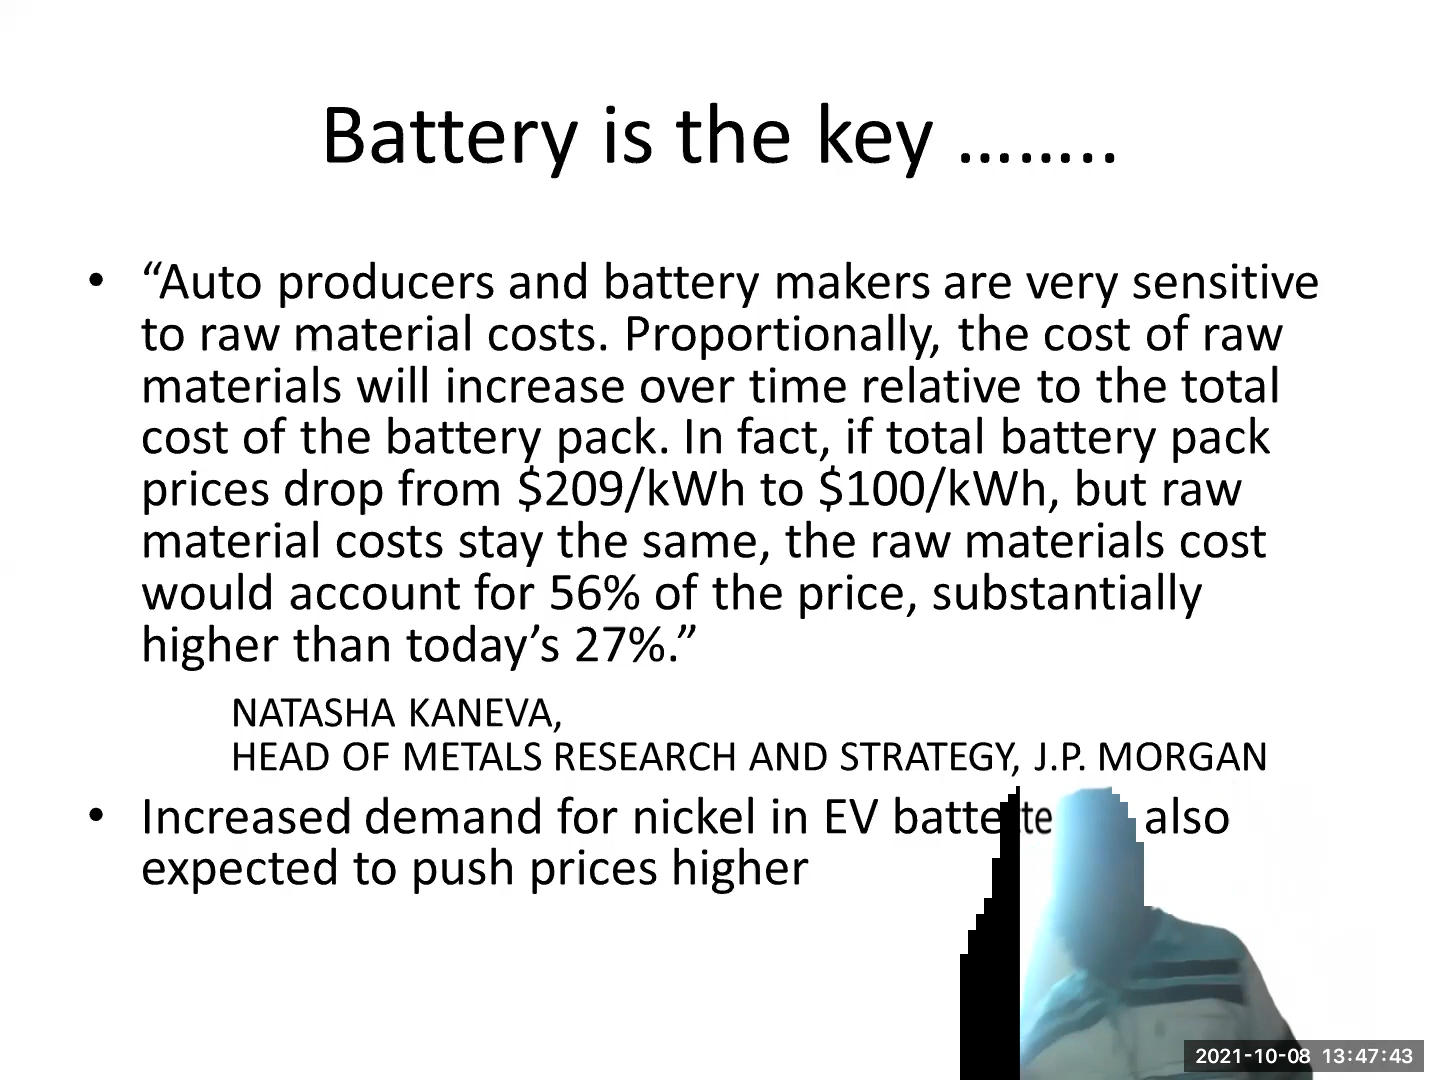 Battery is the key ........
• “Auto producers and battery makers are very sensitive
to raw material costs. Proportionally, the cost of raw
materials will increase over time relative to the total
cost of the battery pack. In fact, if total battery pack
prices drop from $209/kWh to $100/kWh, but raw
material costs stay the same, the raw materials cost
would account for 56% of the price, substantially
higher than today’s 27%.”
NATASHA KANEVA,
HEAD OF METALS RESEARCH AND STRATEGY, J.P. MORGAN
• Increased demand for nickel in EV also
expected to push prices higher
2021-10-08 13:47:43